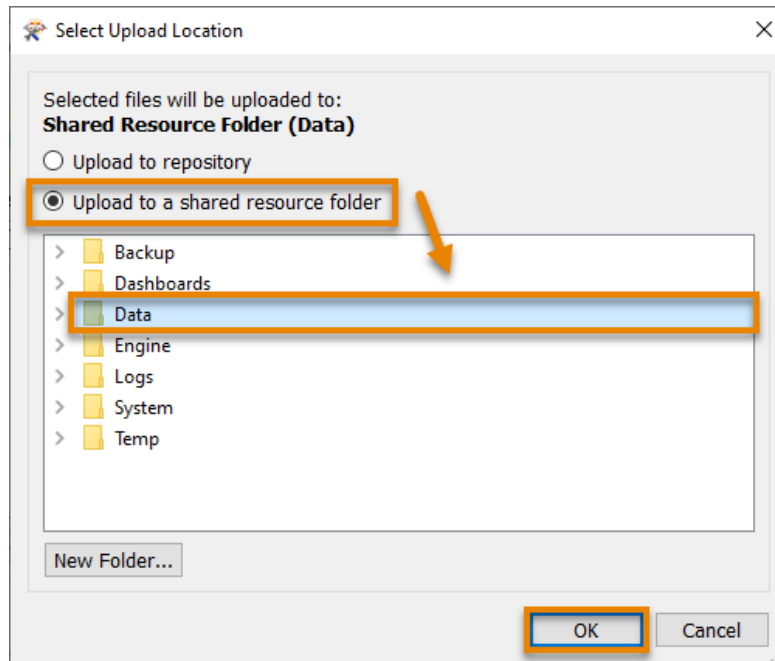 Select Upload Location
Selected files will be uploaded to:
Shared Resource Folder (Data)
Upload to repository
Upload to a shared resource folder
Backup
Dashboards
Data
Engine
Logs
System
Temp
New Folder...
OK Cancel